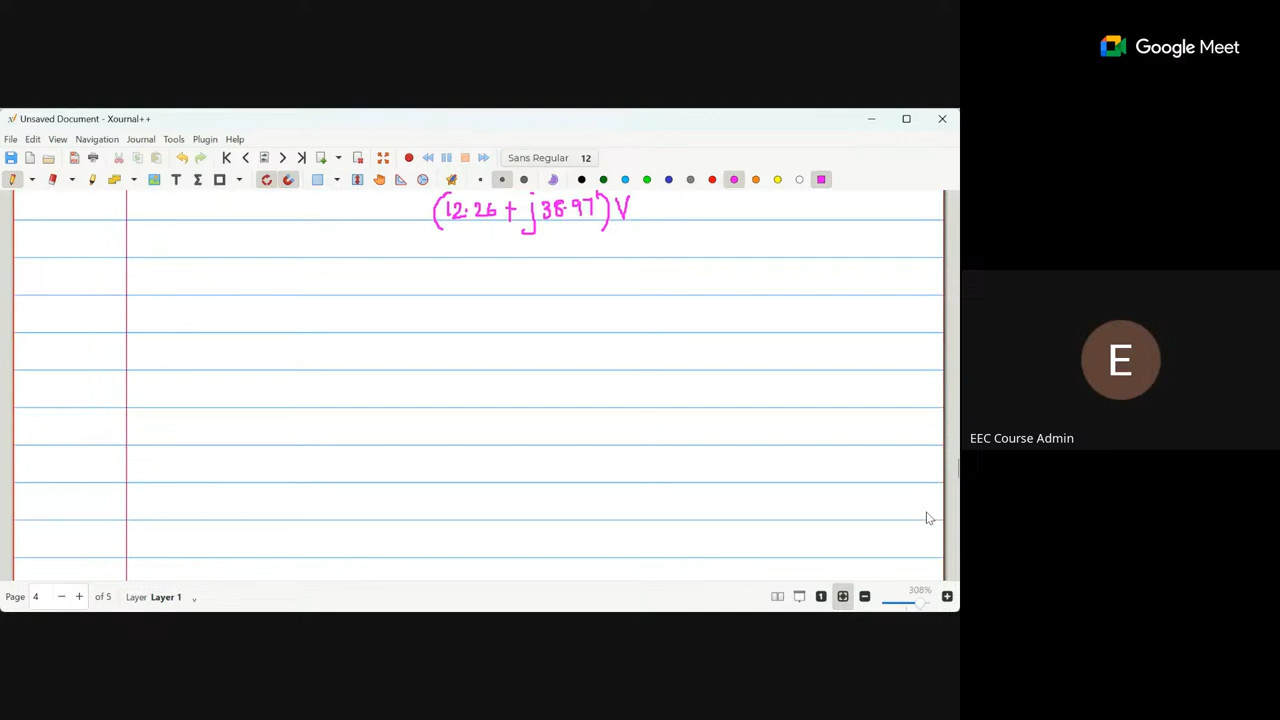 Google Meet
Unsaved Document - Xournal++
File Edit View Navigation Journal Tools Plugin Help
Sans Regular 12
(12.26 + j38.97)V
E
EEC Course Admin
Page 4 of 5 Layer Layer 1
308%